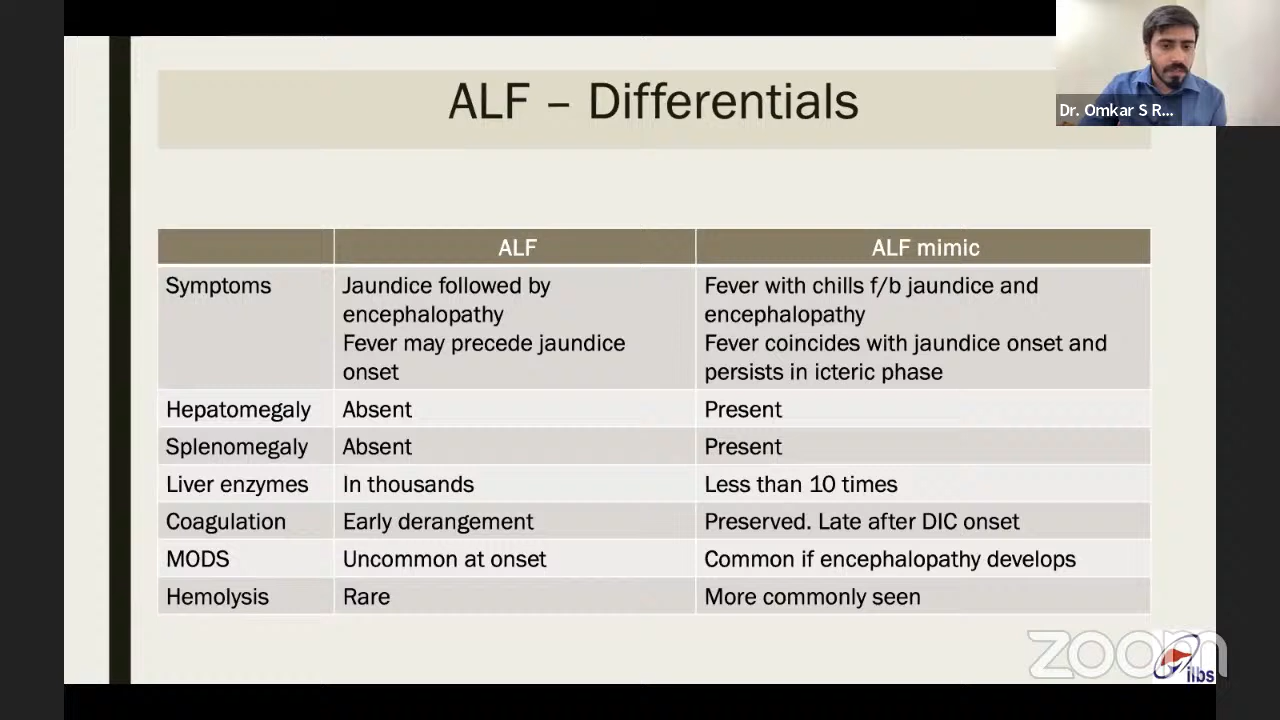 ALF – Differentials
Dr. Omkar S R...
ALF
ALF mimic
Symptoms
Jaundice followed by
encephalopathy
Fever may precede jaundice
onset
Fever with chills f/b jaundice and
encephalopathy
Fever coincides with jaundice onset and
persists in icteric phase
Hepatomegaly
Absent
Present
Splenomegaly
Absent
Present
Liver enzymes
In thousands
Less than 10 times
Coagulation
Early derangement
Preserved. Late after DIC onset
MODS
Uncommon at onset
Common if encephalopathy develops
Hemolysis
Rare
More commonly seen
zoom
ilbs